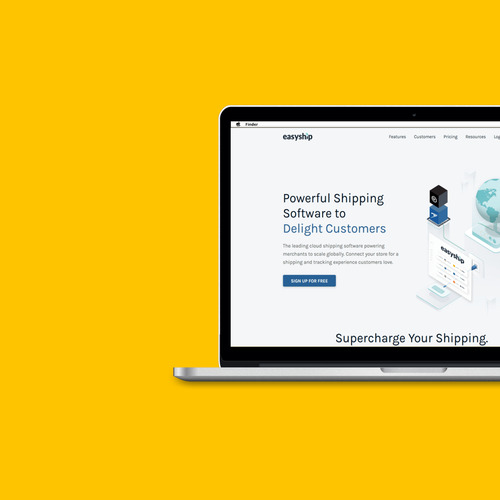 Finder
easyship
Features Customers Pricing Resources
Powerful Shipping
Software to
Delight Customers
The leading cloud shipping software powering
merchants to scale globally. Connect your store for a
shipping and tracking experience customers love.
SIGN UP FOR FREE
easyship
Supercharge Your Shipping.